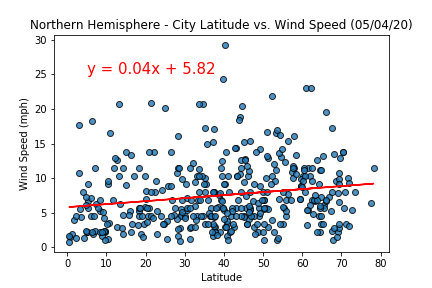 Northern Hemisphere - City Latitude vs. Wind Speed (05/04/20)
30
25
20
15
10
5
0
Wind Speed (mph)
y = 0.04x + 5.82
0 10 20 30 40 50 60 70 80
Latitude